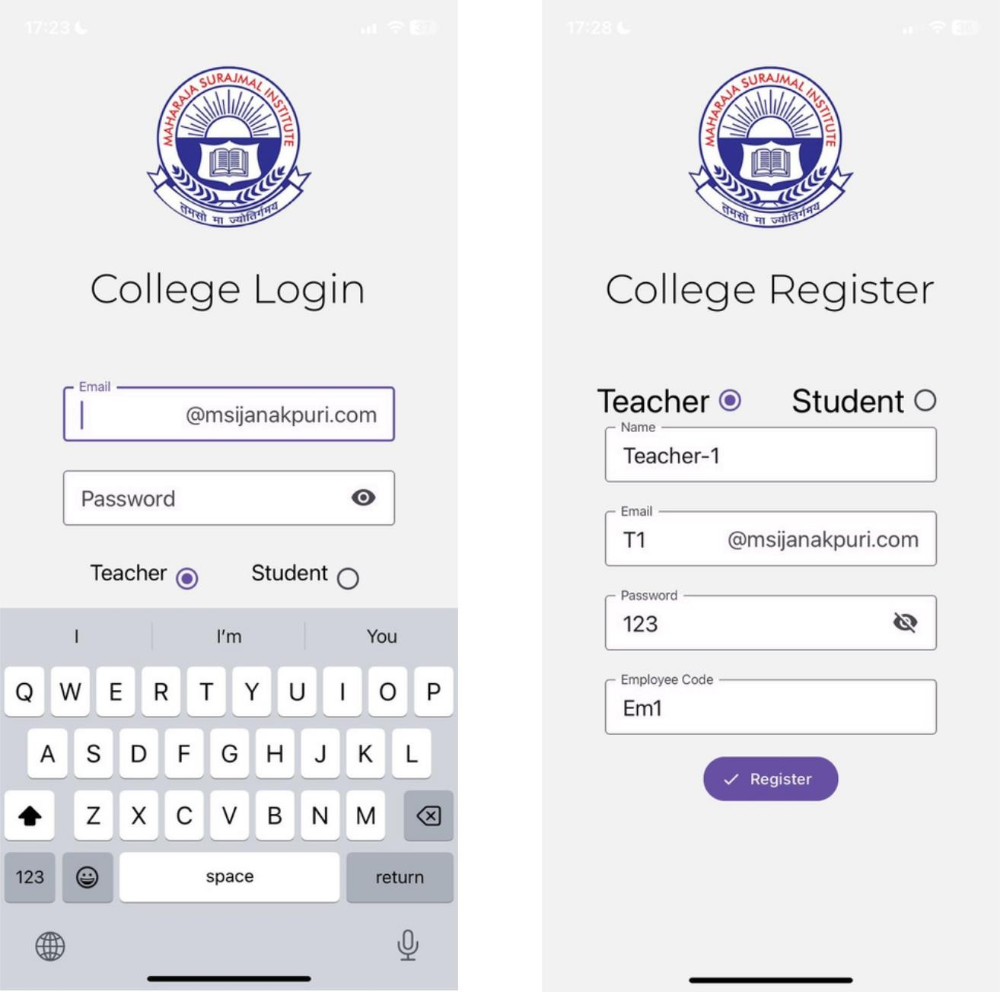 17:23
37
MAHARAJA SURAJMAL INSTITUTE
तमसो मा ज्योतिर्गमय
College Login
Email
@msijanakpuri.com
Password
Teacher
Student
I
I'm
You
Q W E R T Y U I O P
A S D F G H J K L
Z X C V B N M
123
space
return
17:28
36
MAHARAJA SURAJMAL INSTITUTE
तमसो मा ज्योतिर्गमय
College Register
Teacher
Student
Name
Teacher-1
Email
T1
@msijanakpuri.com
Password
123
Employee Code
Em1
Register